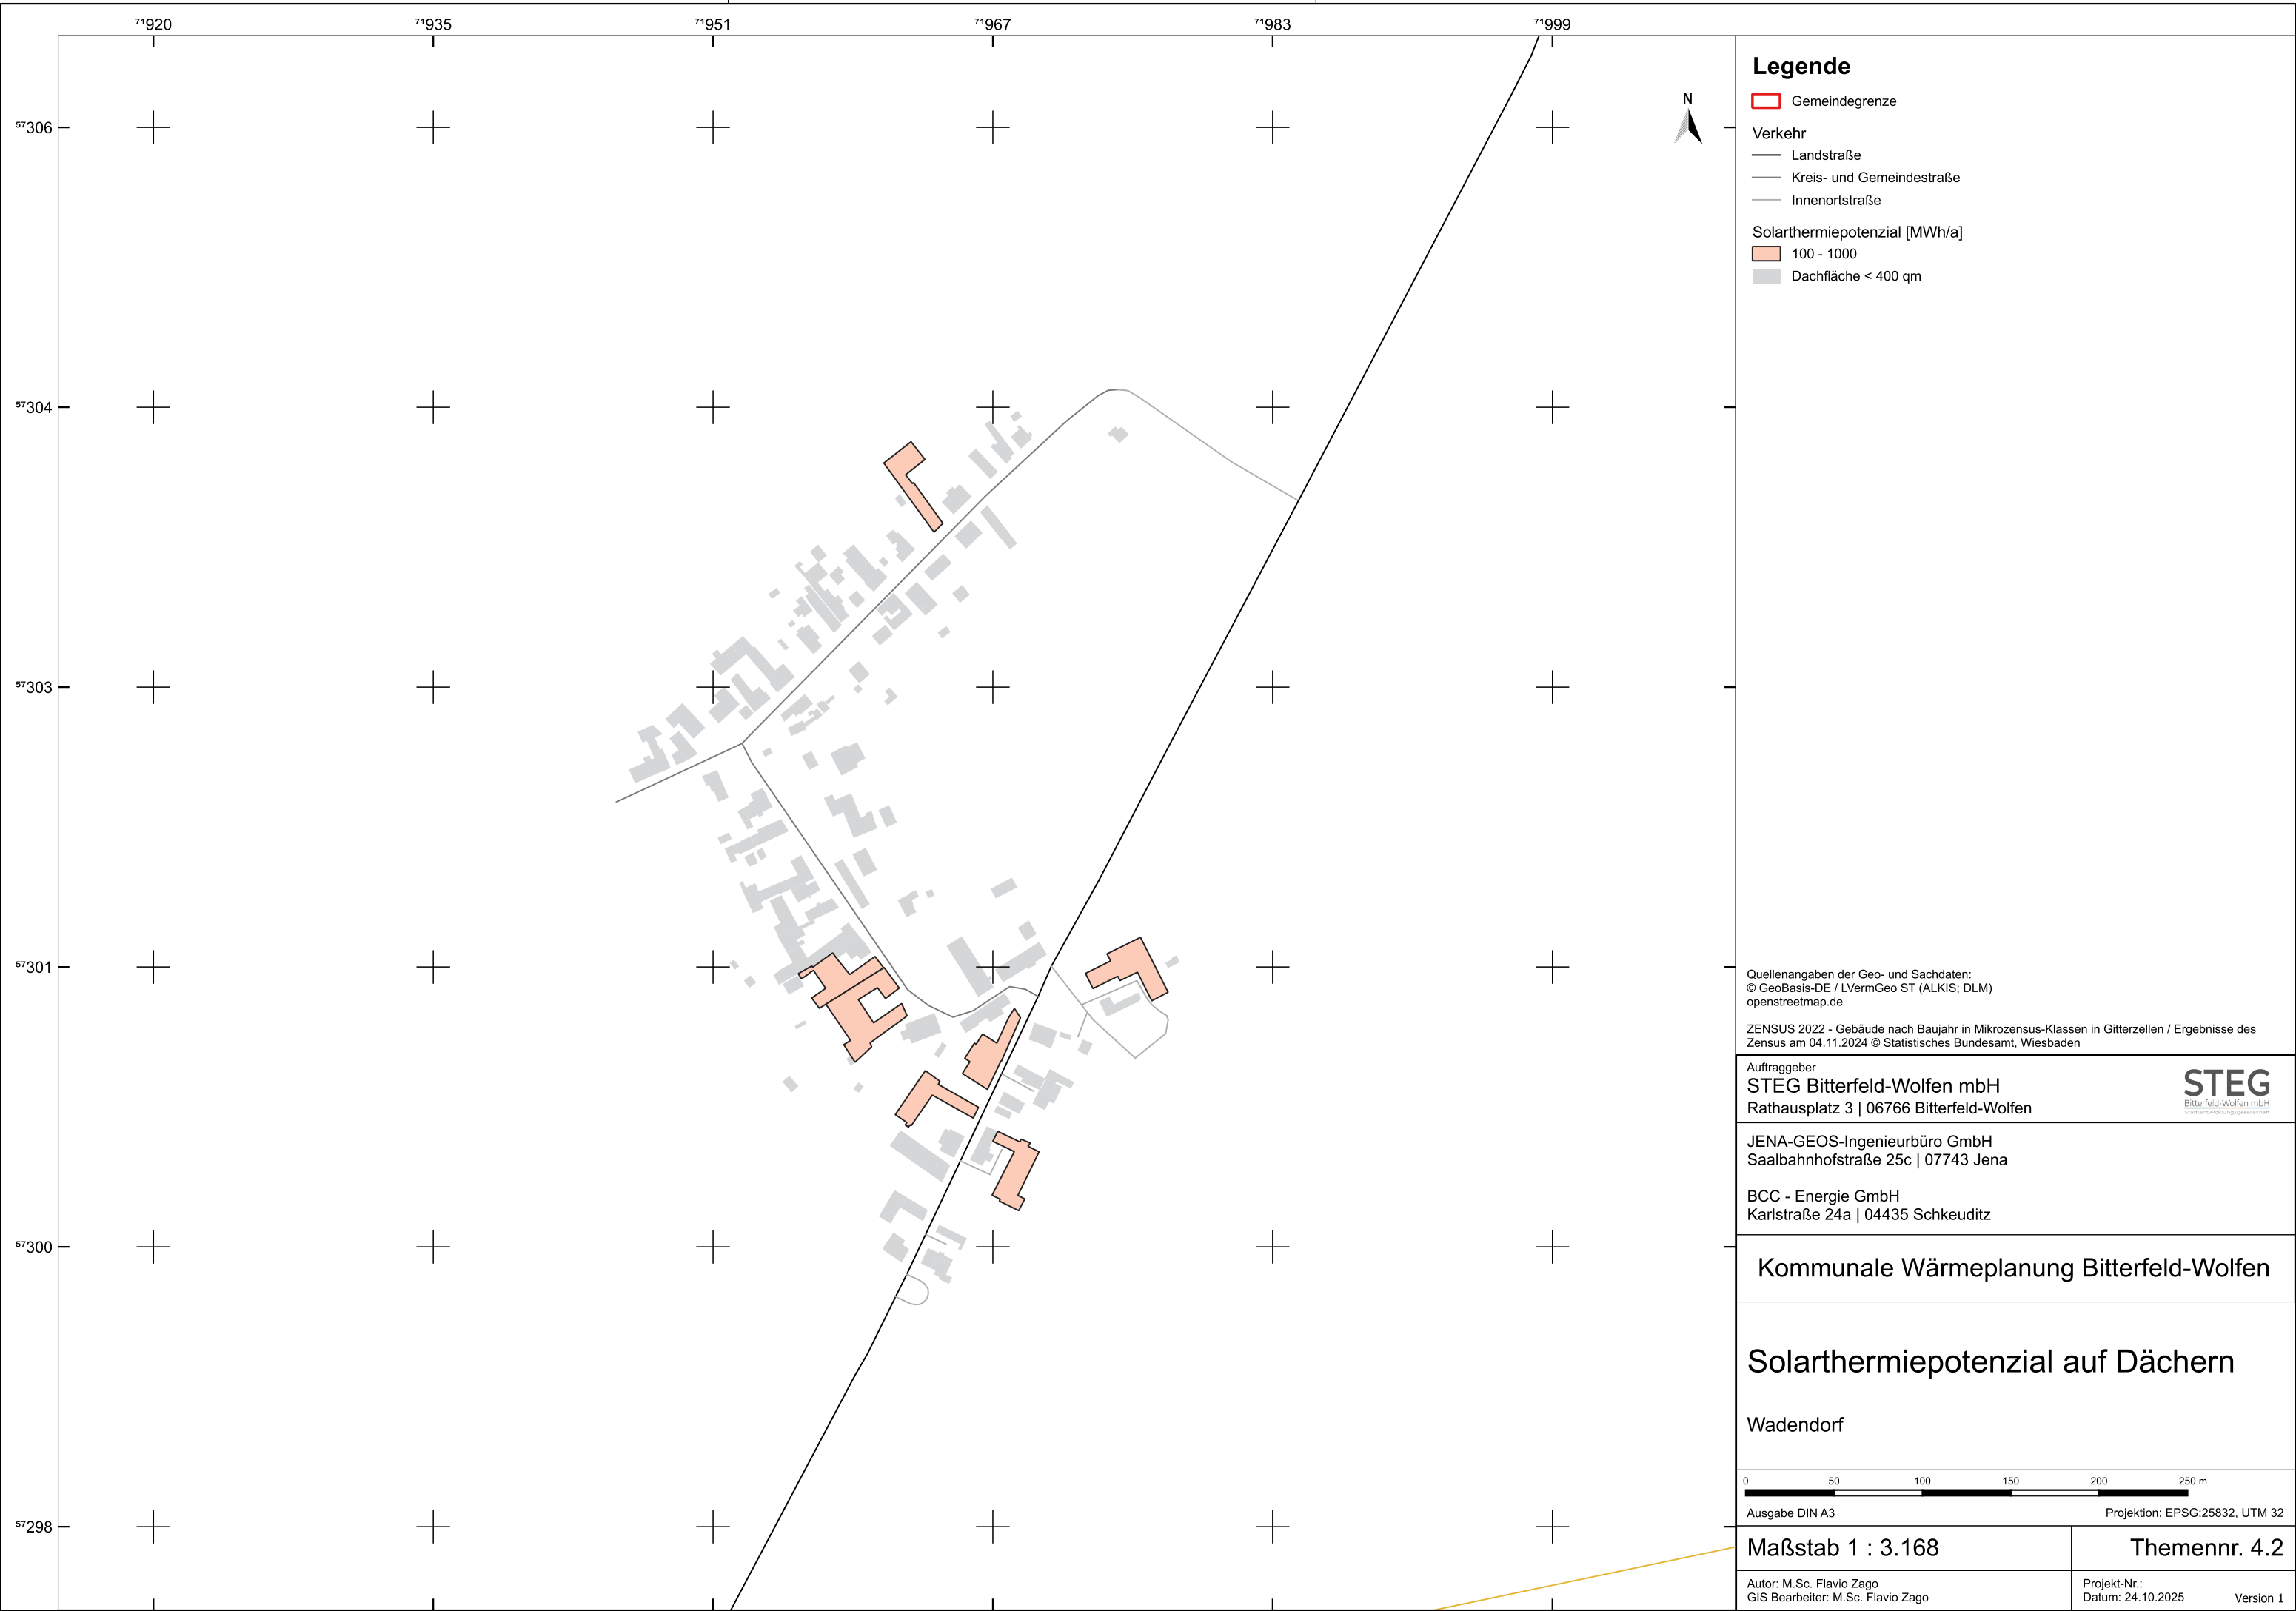 ⁷¹920 ⁷¹935 ⁷¹951 ⁷¹967 ⁷¹983 ⁷¹999
⁵⁷306
⁵⁷304
⁵⁷303
⁵⁷301
⁵⁷300
⁵⁷298
N
Legende
Gemeindegrenze
Verkehr
Landstraße
Kreis- und Gemeindestraße
Innenortstraße
Solarthermiepotenzial [MWh/a]
100 - 1000
Dachfläche < 400 qm
Quellenangaben der Geo- und Sachdaten:
© GeoBasis-DE / LVermGeo ST (ALKIS; DLM)
openstreetmap.de
ZENSUS 2022 - Gebäude nach Baujahr in Mikrozensus-Klassen in Gitterzellen / Ergebnisse des
Zensus am 04.11.2024 © Statistisches Bundesamt, Wiesbaden
Auftraggeber
STEG Bitterfeld-Wolfen mbH
Rathausplatz 3 | 06766 Bitterfeld-Wolfen
STEG
Bitterfeld-Wolfen mbH
Stadtentwicklungsgesellschaft
JENA-GEOS-Ingenieurbüro GmbH
Saalbahnhofstraße 25c | 07743 Jena
BCC - Energie GmbH
Karlstraße 24a | 04435 Schkeuditz
Kommunale Wärmeplanung Bitterfeld-Wolfen
Solarthermiepotenzial auf Dächern
Wadendorf
0 50 100 150 200 250 m
Ausgabe DIN A3 Projektion: EPSG:25832, UTM 32
Maßstab 1 : 3.168 Themennr. 4.2
Autor: M.Sc. Flavio Zago Projekt-Nr.:
GIS Bearbeiter: M.Sc. Flavio Zago Datum: 24.10.2025 Version 1